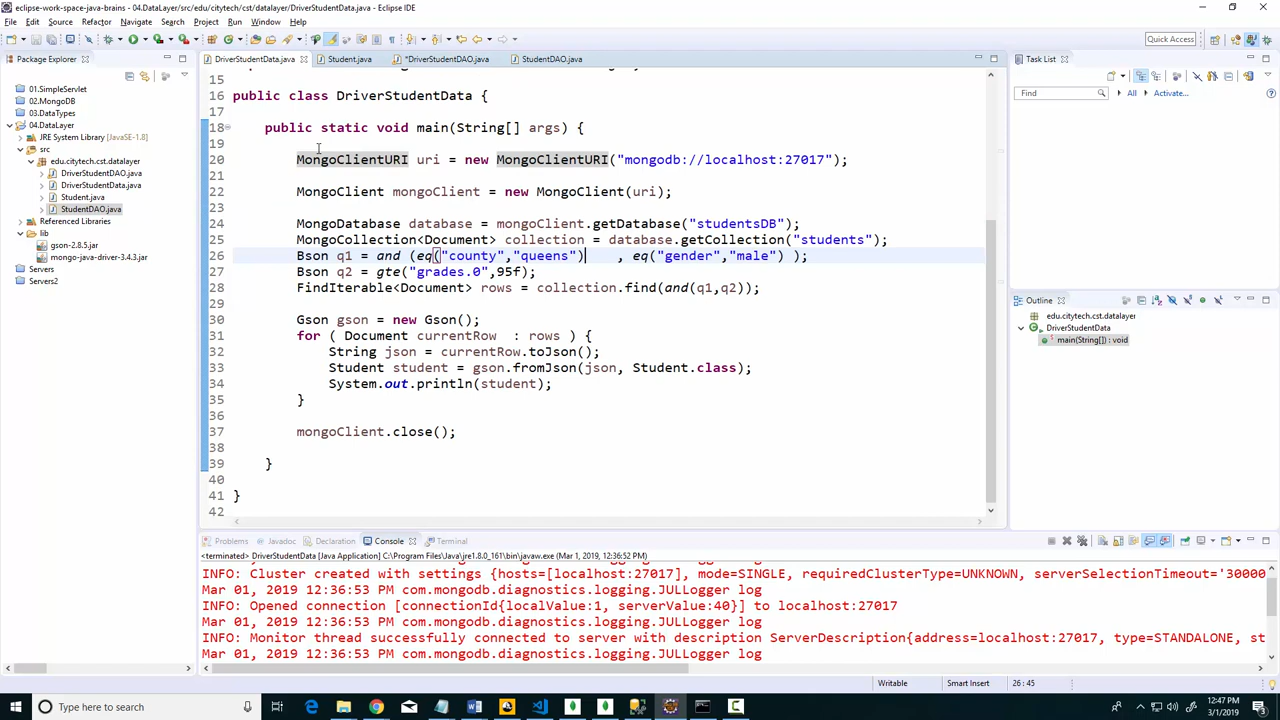 eclipse-work-space-java-brains - 04.DataLayer/src/edu/citytech/cst/datalayer/DriverStudentData.java - Eclipse IDE
File Edit Source Refactor Navigate Search Project Run Window Help
Quick Access
Package Explorer
DriverStudentData.java
Student.java
*DriverStudentDAO.java
StudentDAO.java
Task List
Find
All
Activate...
01.SimpleServlet
02.MongoDB
03.DataTypes
04.DataLayer
JRE System Library [JavaSE-1.8]
src
edu.citytech.cst.datalayer
DriverStudentDAO.java
DriverStudentData.java
Student.java
StudentDAO.java
Referenced Libraries
lib
gson-2.8.5.jar
mongo-java-driver-3.4.3.jar
Servers
Servers2
15
16 public class DriverStudentData {
17
18 public static void main(String[] args) {
19
20 MongoClientURI uri = new MongoClientURI("mongodb://localhost:27017");
21
22 MongoClient mongoClient = new MongoClient(uri);
23
24 MongoDatabase database = mongoClient.getDatabase("studentsDB");
25 MongoCollection<Document> collection = database.getCollection("students");
26 Bson q1 = and (eq("county","queens") , eq("gender","male") );
27 Bson q2 = gte("grades.0",95f);
28 FindIterable<Document> rows = collection.find(and(q1,q2));
29
30 Gson gson = new Gson();
31 for ( Document currentRow : rows ) {
32 String json = currentRow.toJson();
33 Student student = gson.fromJson(json, Student.class);
34 System.out.println(student);
35 }
36
37 mongoClient.close();
38
39 }
40
41 }
42
Outline
edu.citytech.cst.datalayer
DriverStudentData
main(String[]) : void
Problems Javadoc Declaration Console Terminal
<terminated> DriverStudentData [Java Application] C:\Program Files\Java\jre1.8.0_161\bin\javaw.exe (Mar 1, 2019, 12:36:52 PM)
INFO: Cluster created with settings {hosts=[localhost:27017], mode=SINGLE, requiredClusterType=UNKNOWN, serverSelectionTimeout='30000
Mar 01, 2019 12:36:53 PM com.mongodb.diagnostics.logging.JULLogger log
INFO: Opened connection [connectionId{localValue:1, serverValue:40}] to localhost:27017
Mar 01, 2019 12:36:53 PM com.mongodb.diagnostics.logging.JULLogger log
INFO: Monitor thread successfully connected to server with description ServerDescription{address=localhost:27017, type=STANDALONE, st
Mar 01, 2019 12:36:53 PM com.mongodb.diagnostics.logging.JULLogger log
Writable
Smart Insert
26 : 45
Type here to search
12:47 PM
3/1/2019